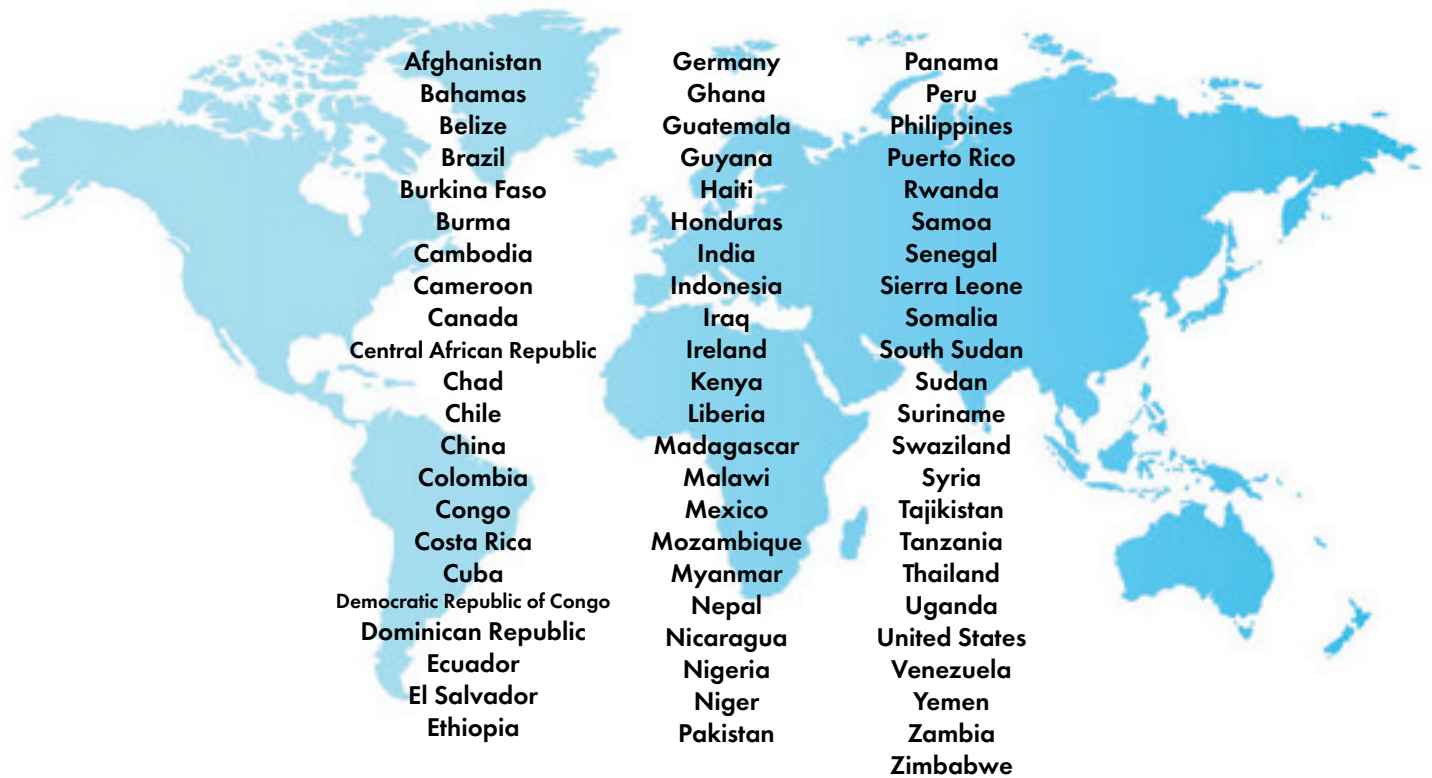 Afghanistan
Bahamas
Belize
Brazil
Burkina Faso
Burma
Cambodia
Cameroon
Canada
Central African Republic
Chad
Chile
China
Colombia
Congo
Costa Rica
Cuba
Democratic Republic of Congo
Dominican Republic
Ecuador
El Salvador
Ethiopia
Germany
Ghana
Guatemala
Guyana
Haiti
Honduras
India
Indonesia
Iraq
Ireland
Kenya
Liberia
Madagascar
Malawi
Mexico
Mozambique
Myanmar
Nepal
Nicaragua
Nigeria
Niger
Pakistan
Panama
Peru
Philippines
Puerto Rico
Rwanda
Samoa
Senegal
Sierra Leone
Somalia
South Sudan
Sudan
Suriname
Swaziland
Syria
Tajikistan
Tanzania
Thailand
Uganda
United States
Venezuela
Yemen
Zambia
Zimbabwe